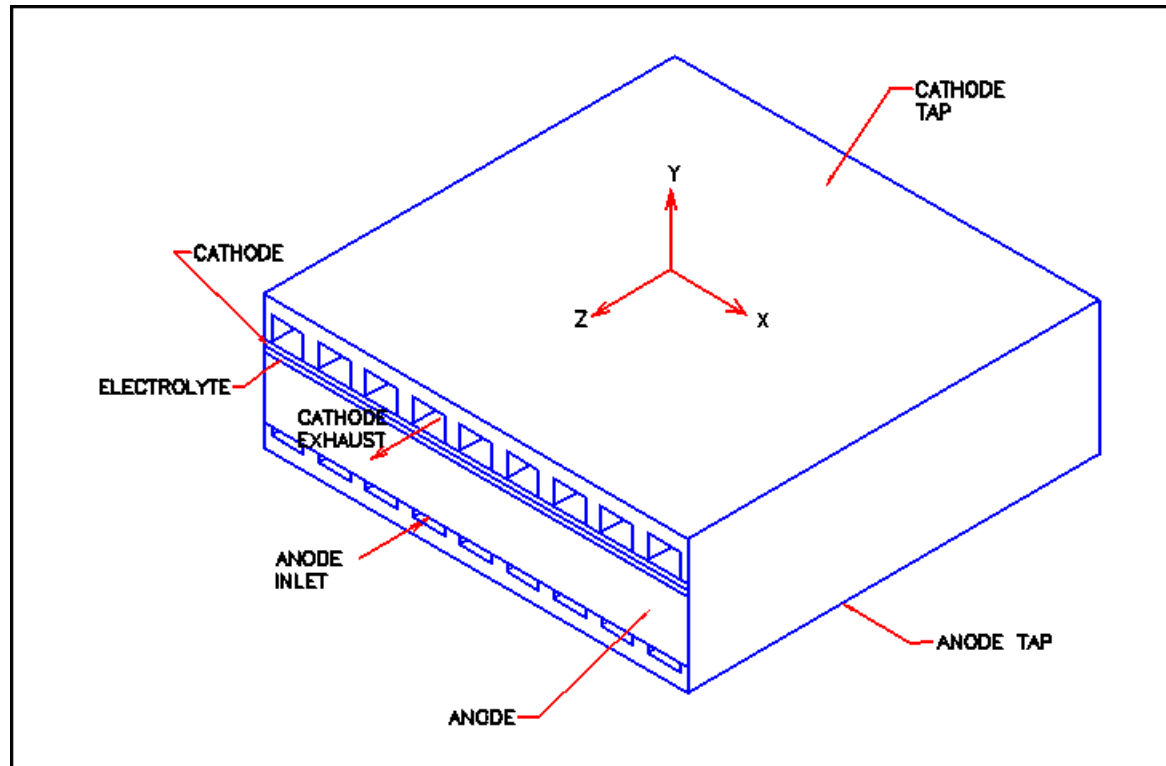 CATHODE
TAP
Y
CATHODE
Z
X
ELECTROLYTE
CATHODE
EXHAUST
ANODE
INLET
ANODE TAP
ANODE